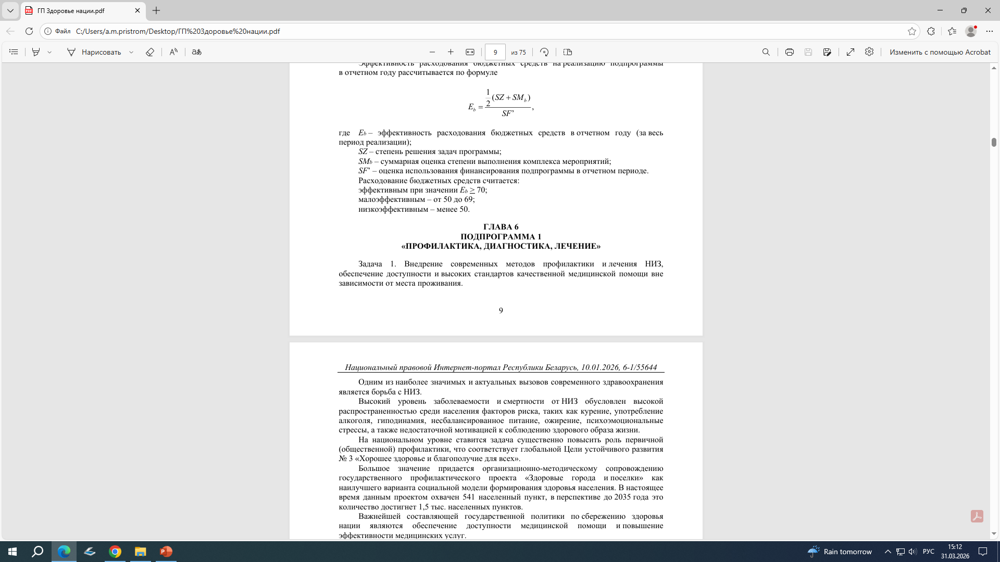 ГП Здоровье нации.pdf
Файл C:/Users/a.m.pristrom/Desktop/ГП%20Здоровье%20нации.pdf
Нарисовать 9 из 75 Изменить с помощью Acrobat
Эффективность расходования бюджетных средств на реализацию подпрограммы
в отчетном году рассчитывается по формуле
E_b = 1/2 (SZ + SM_b) / SF’ ,
где E_b – эффективность расходования бюджетных средств в отчетном году (за весь
период реализации);
SZ – степень решения задач программы;
SM_b – суммарная оценка степени выполнения комплекса мероприятий;
SF’ – оценка использования финансирования подпрограммы в отчетном периоде.
Расходование бюджетных средств считается:
эффективным при значении E_b ≥ 70;
малоэффективным – от 50 до 69;
низкоэффективным – менее 50.
ГЛАВА 6
ПОДПРОГРАММА 1
«ПРОФИЛАКТИКА, ДИАГНОСТИКА, ЛЕЧЕНИЕ»
Задача 1. Внедрение современных методов профилактики и лечения НИЗ,
обеспечение доступности и высоких стандартов качественной медицинской помощи вне
зависимости от места проживания.
9
Национальный правовой Интернет-портал Республики Беларусь, 10.01.2026, 6-1/55644
Одним из наиболее значимых и актуальных вызовов современного здравоохранения
является борьба с НИЗ.
Высокий уровень заболеваемости и смертности от НИЗ обусловлен высокой
распространенностью среди населения факторов риска, таких как курение, употребление
алкоголя, гиподинамия, несбалансированное питание, ожирение, психоэмоциональные
стрессы, а также недостаточной мотивацией к соблюдению здорового образа жизни.
На национальном уровне ставится задача существенно повысить роль первичной
(общественной) профилактики, что соответствует глобальной Цели устойчивого развития
№ 3 «Хорошее здоровье и благополучие для всех».
Большое значение придается организационно-методическому сопровождению
государственного профилактического проекта «Здоровые города и поселки» как
наилучшего варианта социальной модели формирования здоровья населения. В настоящее
время данным проектом охвачен 541 населенный пункт, в перспективе до 2035 года это
количество достигнет 1,5 тыс. населенных пунктов.
Важнейшей составляющей государственной политики по сбережению здоровья
нации являются обеспечение доступности медицинской помощи и повышение
эффективности медицинских услуг.
Rain tomorrow РУС 15:12
31.03.2026